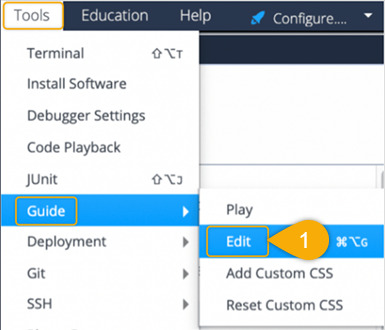 Tools Education Help Configure....
Terminal ⇧⌥T
Install Software
Debugger Settings
Code Playback
JUnit ⇧⌥J
Guide
Play
Edit 1 ⌘⌥G
Deployment
Add Custom CSS
Git
Reset Custom CSS
SSH